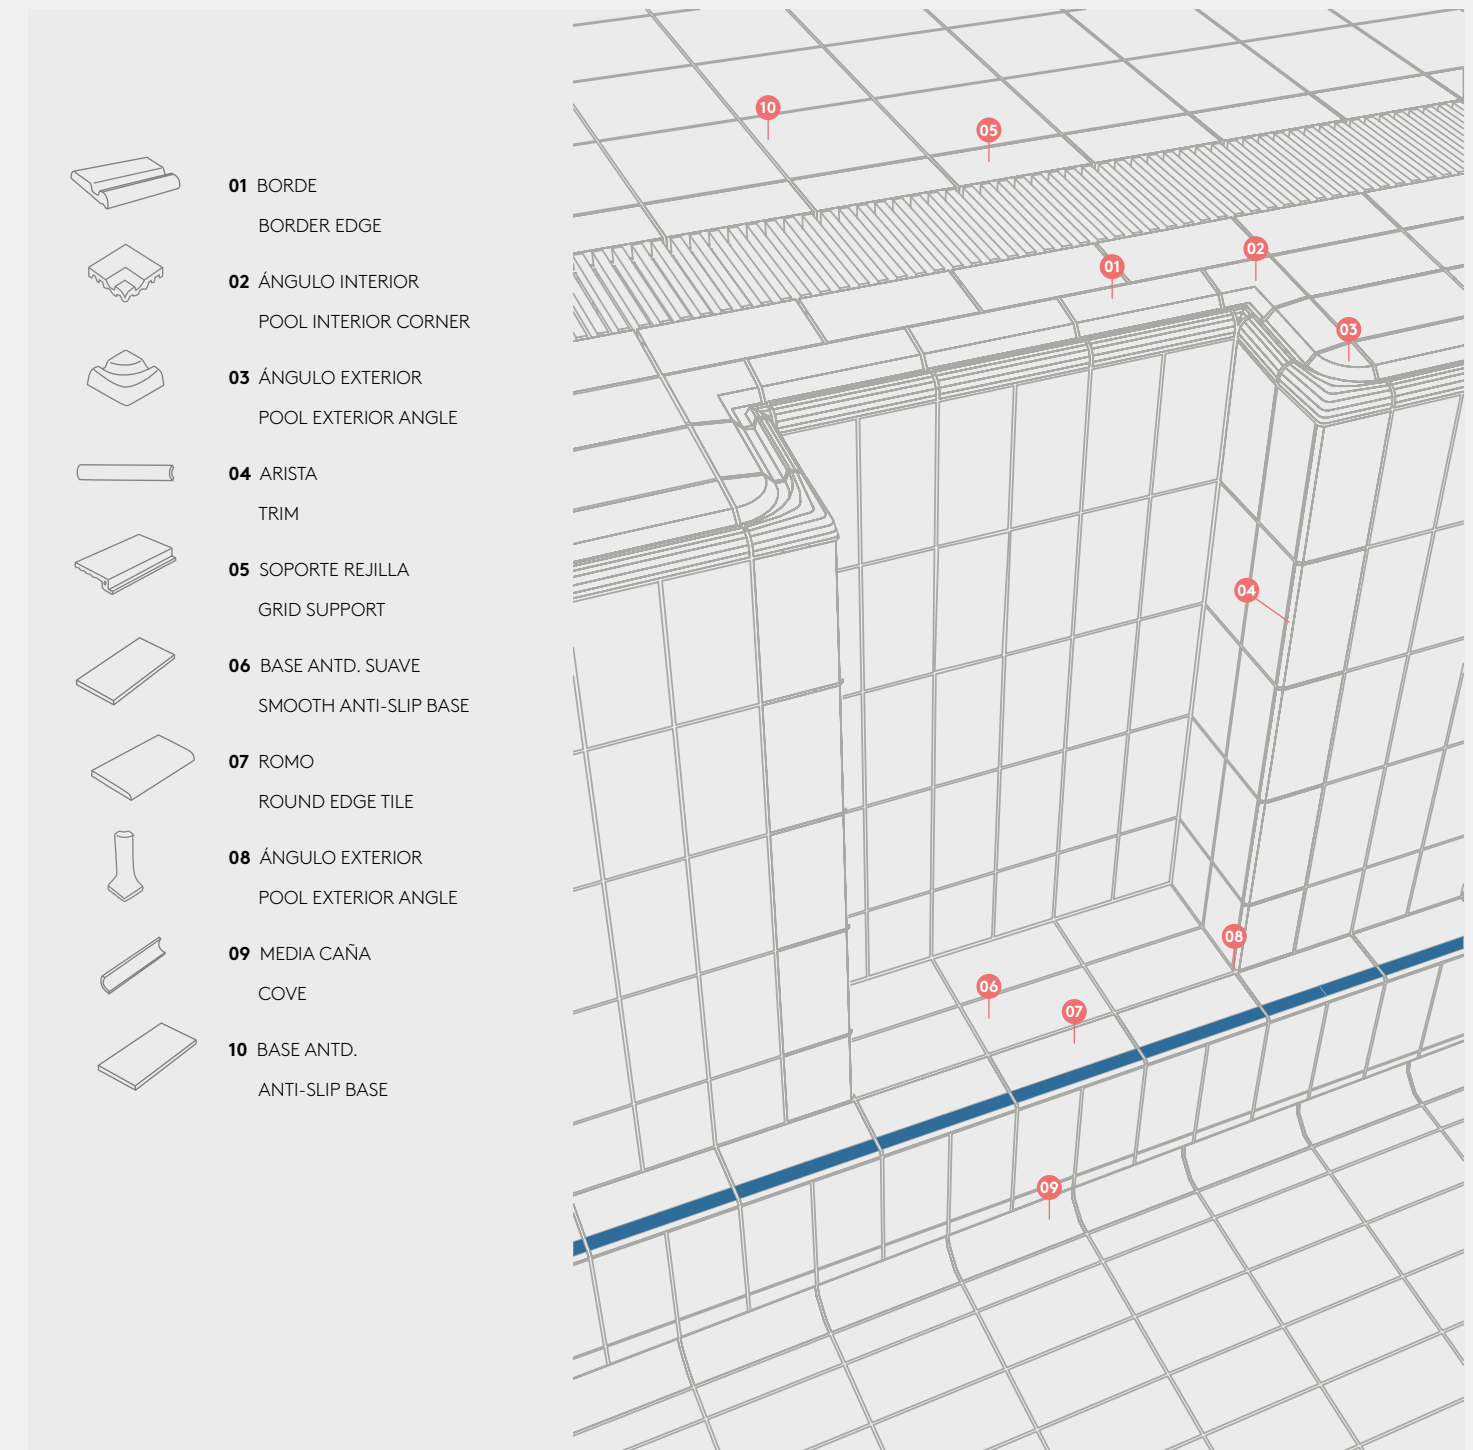 01 BORDE
BORDER EDGE
02 ÁNGULO INTERIOR
POOL INTERIOR CORNER
03 ÁNGULO EXTERIOR
POOL EXTERIOR ANGLE
04 ARISTA
TRIM
05 SOPORTE REJILLA
GRID SUPPORT
06 BASE ANTD. SUAVE
SMOOTH ANTI-SLIP BASE
07 ROMO
ROUND EDGE TILE
08 ÁNGULO EXTERIOR
POOL EXTERIOR ANGLE
09 MEDIA CAÑA
COVE
10 BASE ANTD.
ANTI-SLIP BASE
10
05
02
01
03
04
08
06
07
09